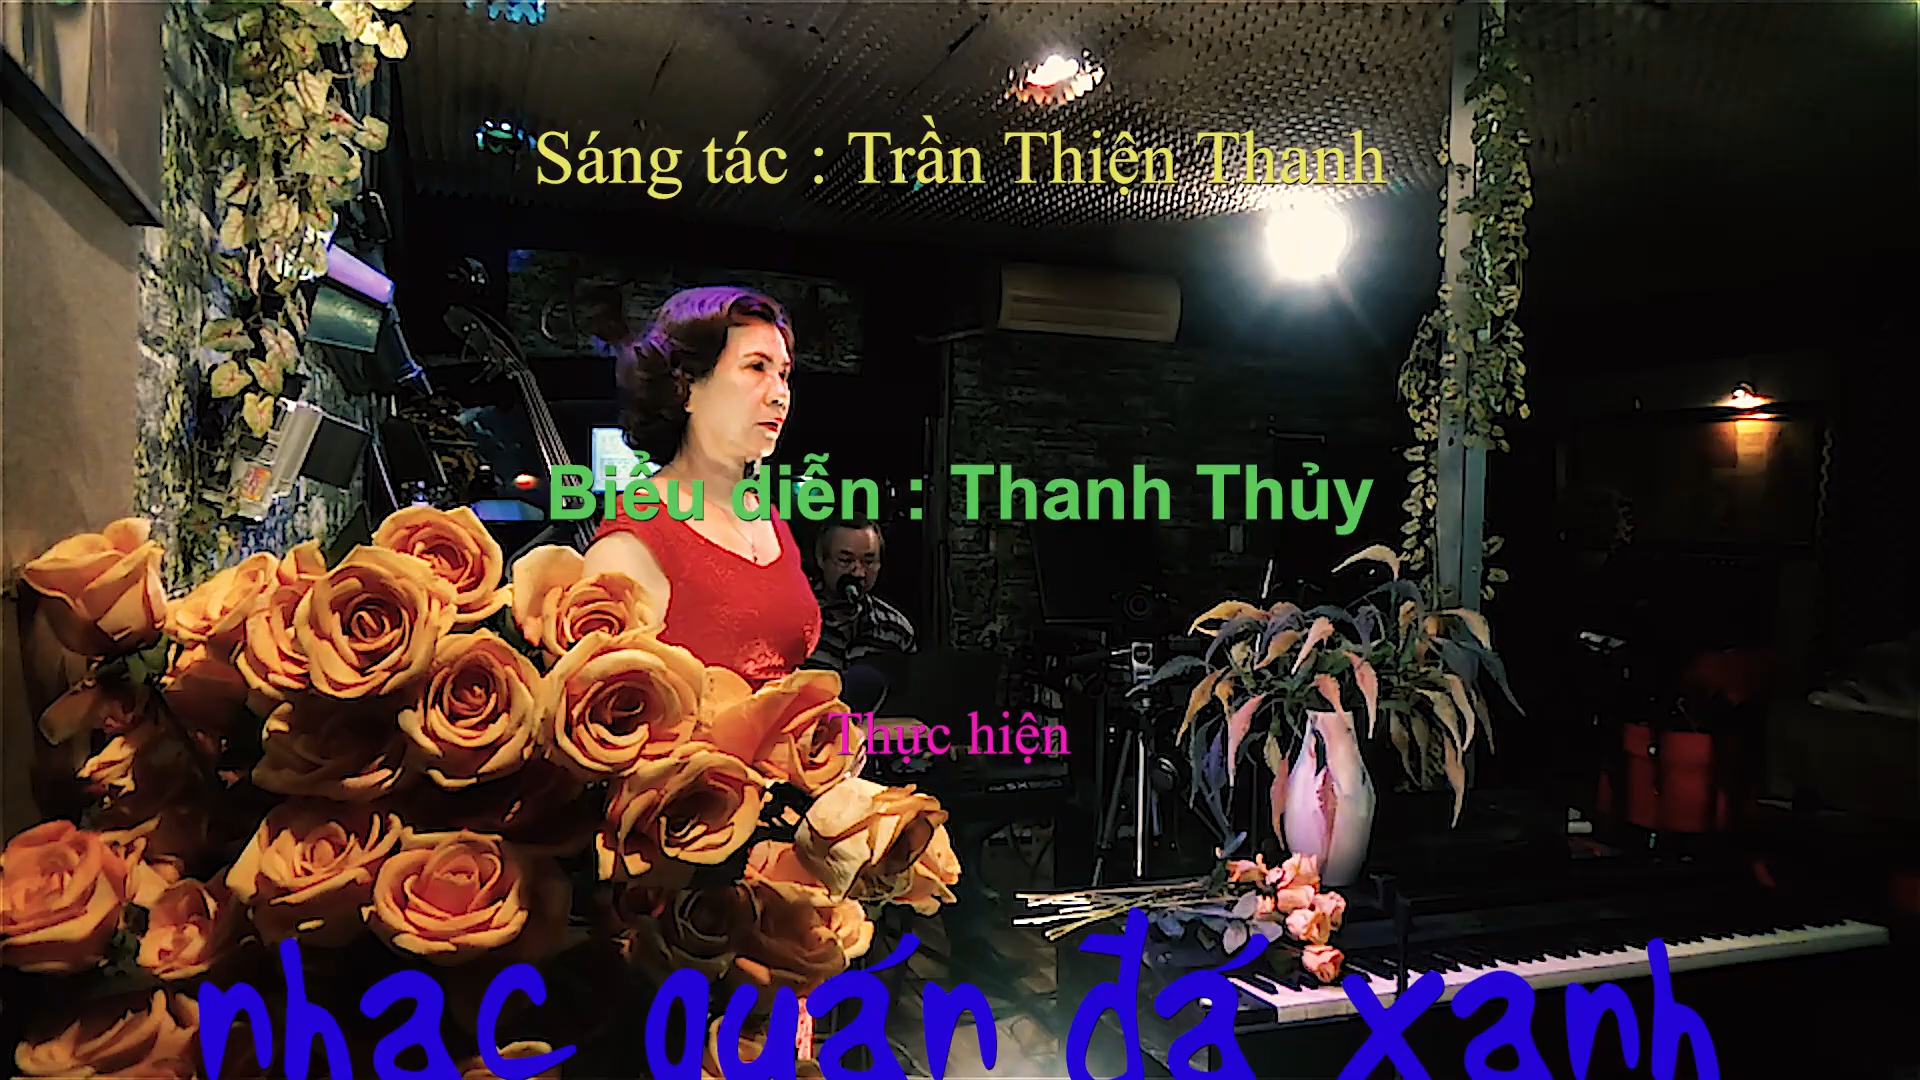 Sáng tác : Trần Thiện Thanh
Biểu diễn : Thanh Thủy
Thực hiện
nhạc quán đá xanh